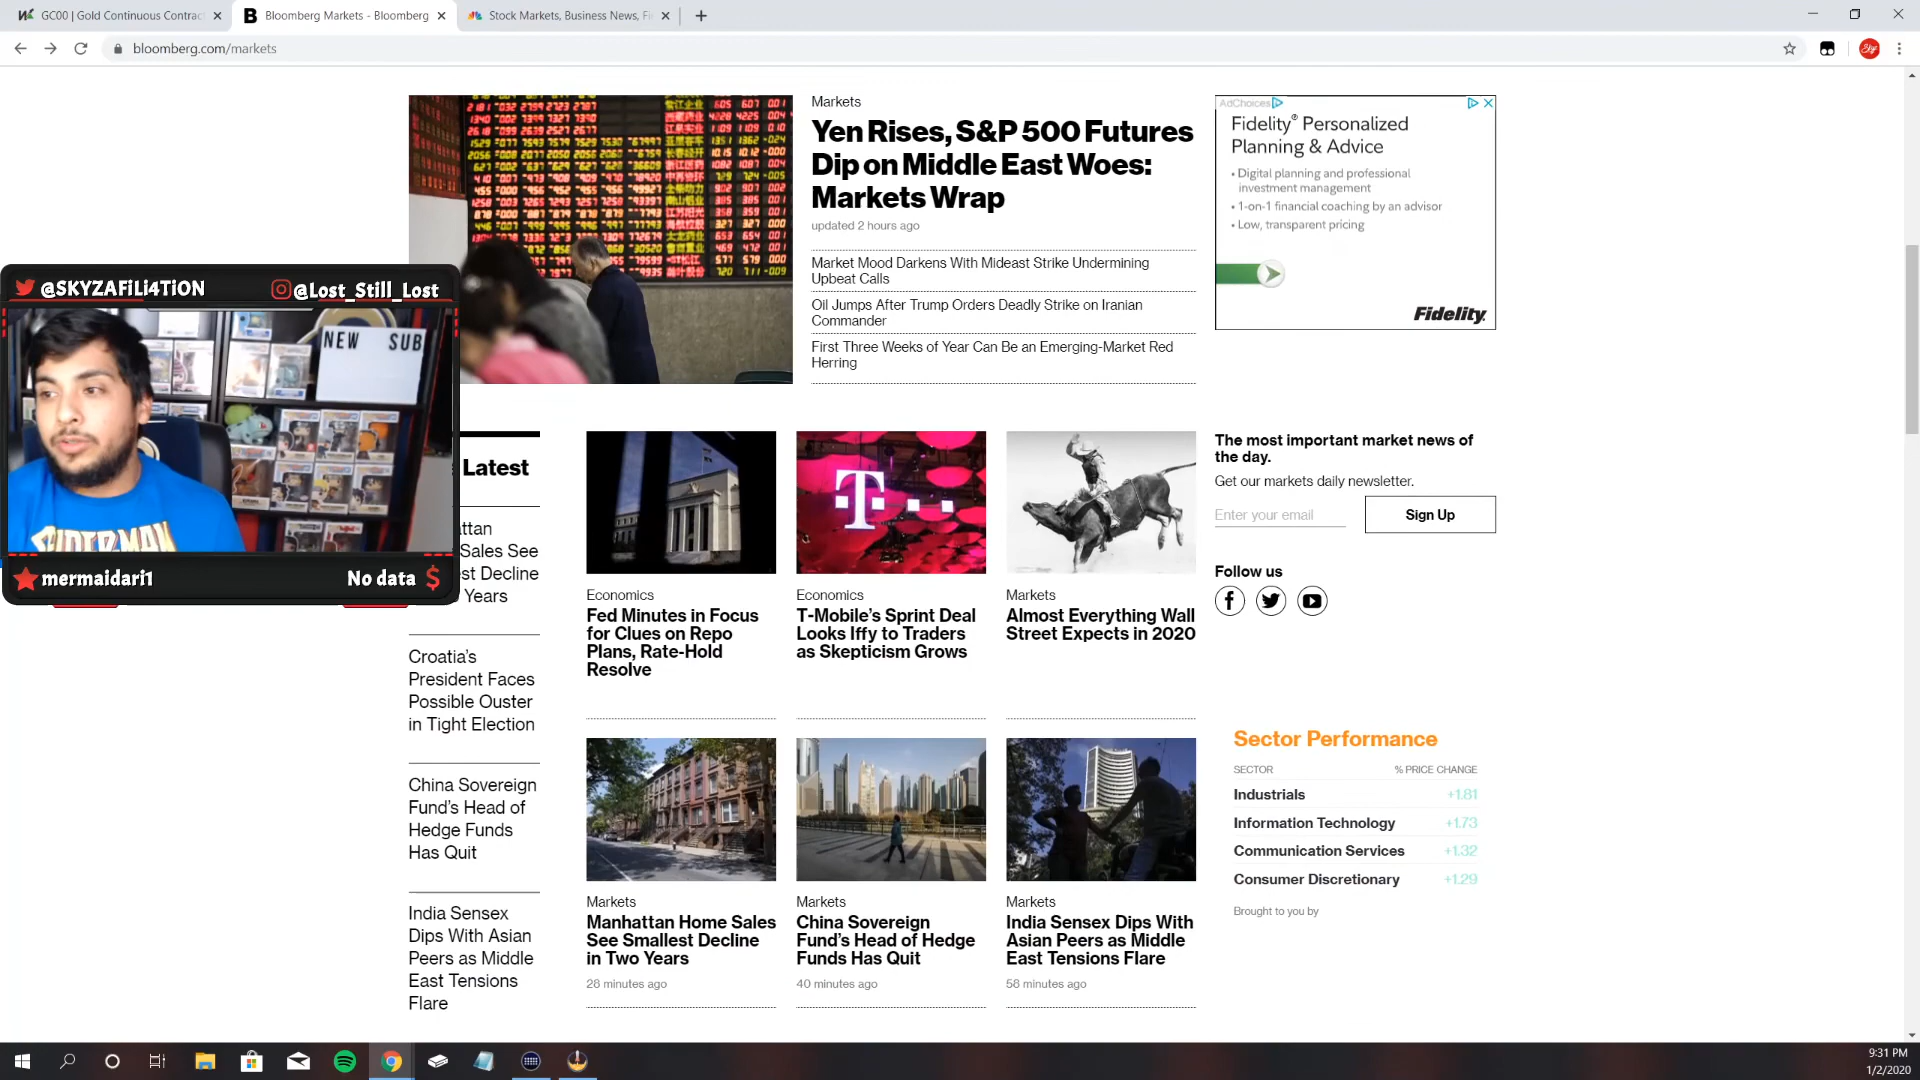 GC00 | Gold Continuous Contrac
Bloomberg Markets - Bloomberg
Stock Markets, Business News, Fi
bloomberg.com/markets
Markets
Yen Rises, S&P 500 Futures
Dip on Middle East Woes:
Markets Wrap
updated 2 hours ago
Market Mood Darkens With Mideast Strike Undermining
Upbeat Calls
Oil Jumps After Trump Orders Deadly Strike on Iranian
Commander
First Three Weeks of Year Can Be an Emerging-Market Red
Herring
AdChoices
Fidelity® Personalized
Planning & Advice
• Digital planning and professional
investment management
• 1-on-1 financial coaching by an advisor
• Low, transparent pricing
Fidelity
@SKYZAFiLi4TiON
@Lost_Still_Lost
NEW SUB
mermaidari1
No data $
Latest
ttan
Sales See
st Decline
Years
Croatia's
President Faces
Possible Ouster
in Tight Election
China Sovereign
Fund's Head of
Hedge Funds
Has Quit
India Sensex
Dips With Asian
Peers as Middle
East Tensions
Flare
Economics
Fed Minutes in Focus
for Clues on Repo
Plans, Rate-Hold
Resolve
T
Economics
T-Mobile's Sprint Deal
Looks Iffy to Traders
as Skepticism Grows
Markets
Almost Everything Wall
Street Expects in 2020
Markets
Manhattan Home Sales
See Smallest Decline
in Two Years
28 minutes ago
Markets
China Sovereign
Fund's Head of Hedge
Funds Has Quit
40 minutes ago
Markets
India Sensex Dips With
Asian Peers as Middle
East Tensions Flare
58 minutes ago
The most important market news of
the day.
Get our markets daily newsletter.
Enter your email
Sign Up
Follow us
Sector Performance
SECTOR % PRICE CHANGE
Industrials +1.81
Information Technology +1.73
Communication Services +1.32
Consumer Discretionary +1.29
Brought to you by
9:31 PM
1/2/2020